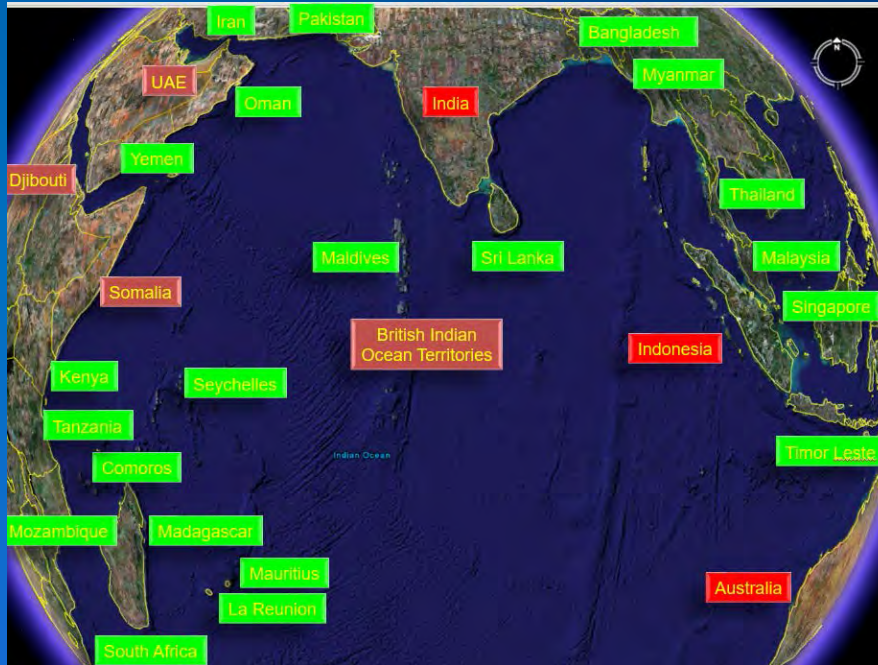 Iran
Pakistan
Bangladesh
N
Myanmar
UAE
Oman
India
Yemen
Djibouti
Thailand
Maldives
Sri Lanka
Malaysia
Somalia
Singapore
British Indian
Ocean Territories
Indonesia
Kenya
Seychelles
Tanzania
Indian Ocean
Timor Leste
Comoros
Mozambique
Madagascar
Mauritius
Australia
La Reunion
South Africa